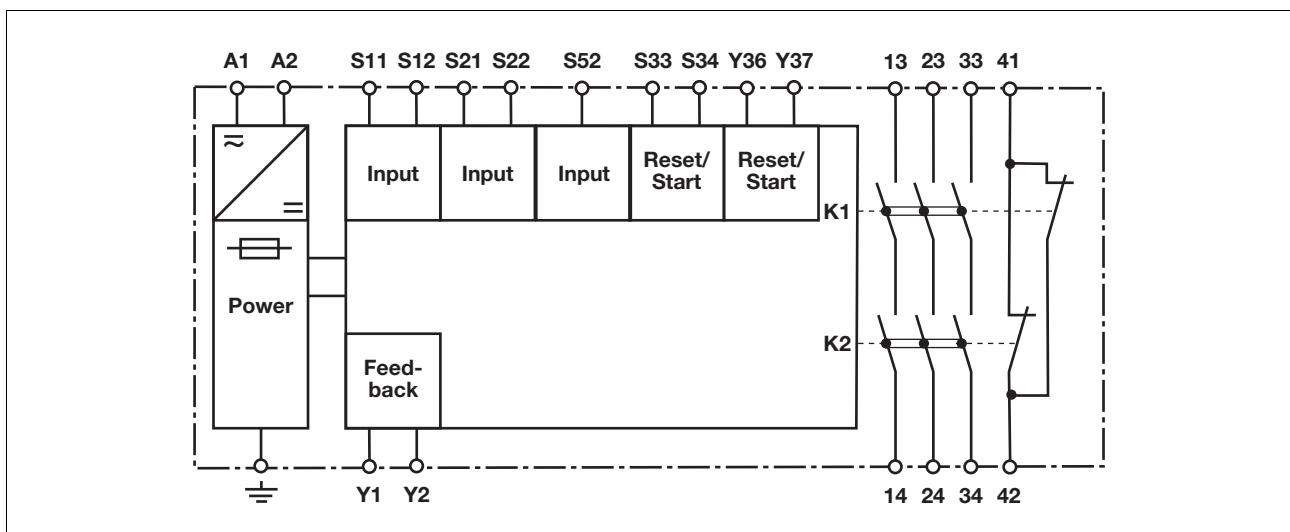 A1 A2 S11 S12 S21 S22 S52 S33 S34 Y36 Y37 13 23 33 41
Input Input Input Reset/ Reset/
Start Start
K1
Power
K2
Feed-
back
Y1 Y2 14 24 34 42